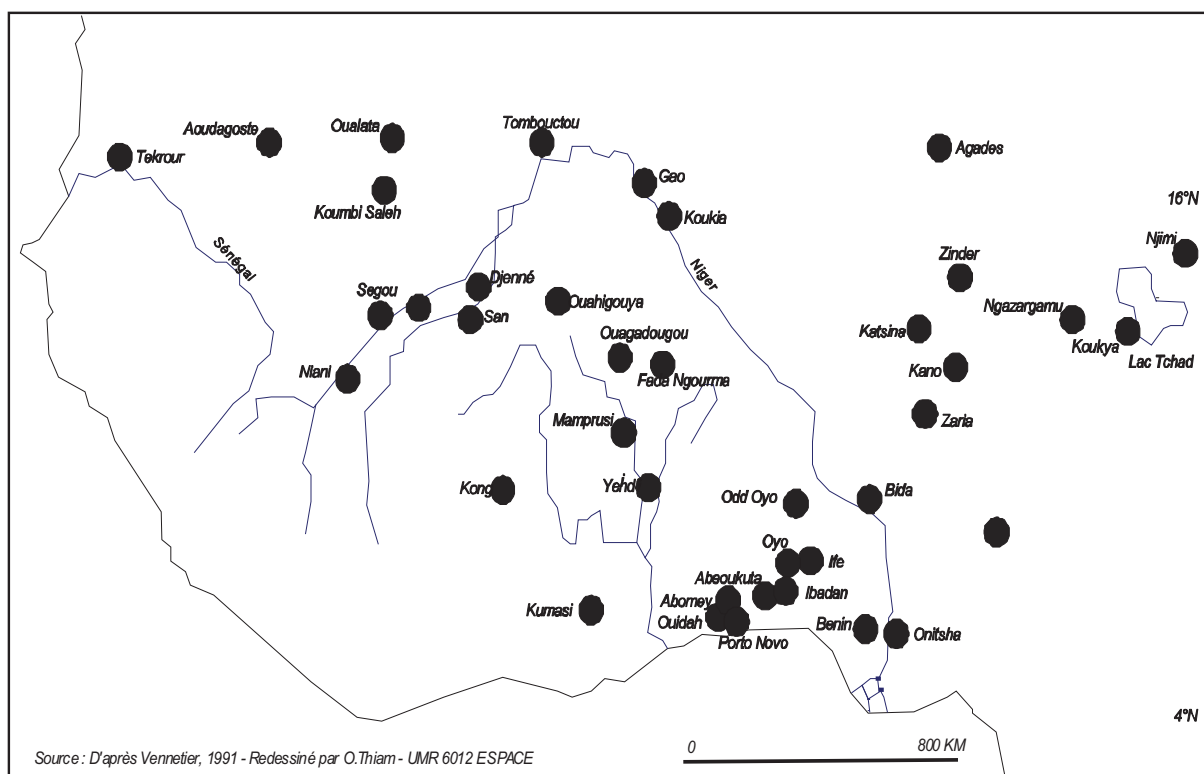 Tombouctou
Oualata
Aoudagoste
Agades
Tekrour
Gao
16°N
Koumbi Saleh
Koukia
Sénégal
Njimi
Zinder
Niger
Djenné
Segou
Ouahigouya
Ngazargamu
San
Katsina
Ouagadougou
Koukya
Lac Tchad
Kano
Niani
Fada Ngourma
Mamprusi
Zaria
Kong
Bida
Odd Oyo
Oyo
Ife
Abeoukuta
Ibadan
Abomey
Kumasi
Ouidah
Benin
Onitsha
Porto Novo
4°N
0
800 KM
Source : D'après Vennetier, 1991 - Redessiné par O.Thiam - UMR 6012 ESPACE